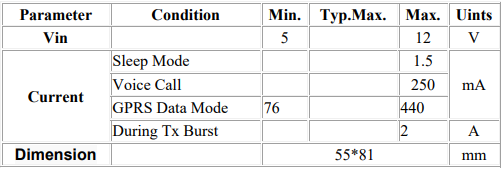 Parameter Condition Min. Typ.Max. Max. Uints
Vin 5 12 V
Current Sleep Mode 1.5 mA
Voice Call 250
GPRS Data Mode 76 440
During Tx Burst 2 A
Dimension 55*81 mm